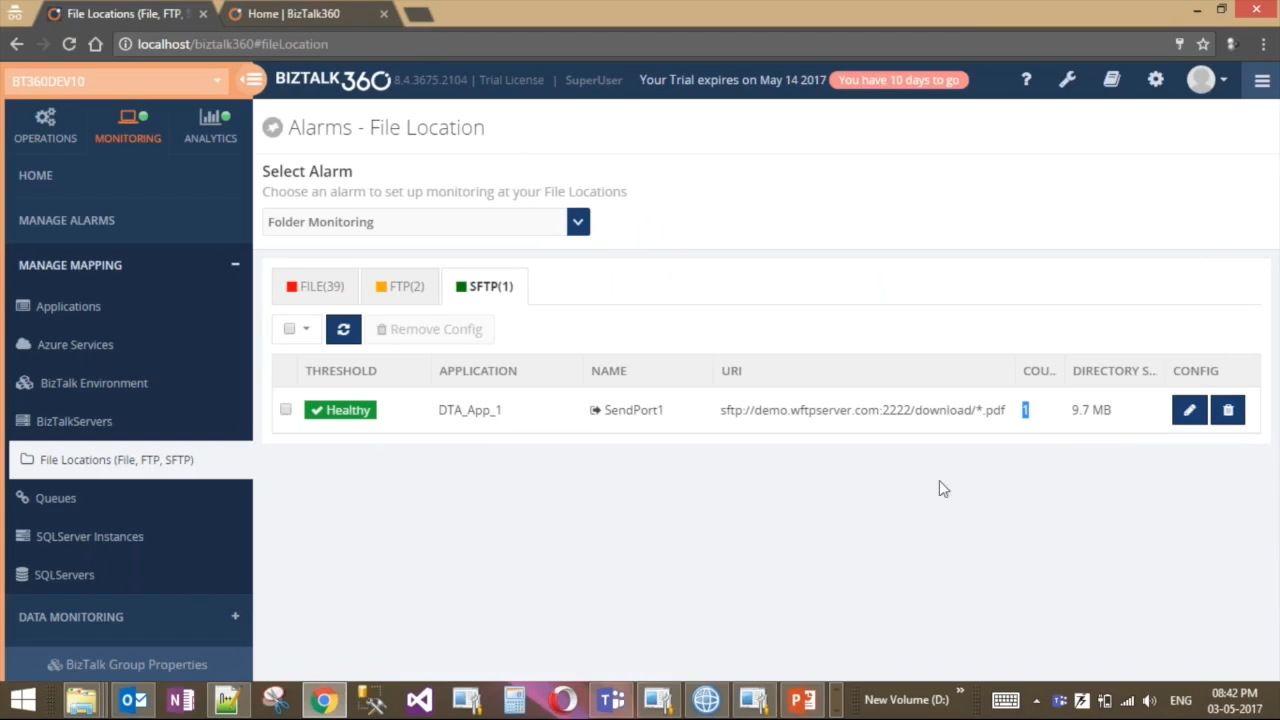 File Locations (File, FTP, S
Home | BizTalk360
localhost/biztalk360#fileLocation
BT360DEV10
BIZTALK360 8.4.3675.2104 | Trial License | SuperUser
Your Trial expires on May 14 2017
You have 10 days to go
OPERATIONS
MONITORING
ANALYTICS
HOME
MANAGE ALARMS
MANAGE MAPPING
Applications
Azure Services
BizTalk Environment
BizTalkServers
File Locations (File, FTP, SFTP)
Queues
SQLServer Instances
SQLServers
DATA MONITORING
BizTalk Group Properties
Alarms - File Location
Select Alarm
Choose an alarm to set up monitoring at your File Locations
Folder Monitoring
FILE(39)
FTP(2)
SFTP(1)
Remove Config
THRESHOLD APPLICATION NAME URI COU.. DIRECTORY S... CONFIG
Healthy DTA_App_1 SendPort1 sftp://demo.wftpserver.com:2222/download/*.pdf 1 9.7 MB
New Volume (D:)
ENG
08:42 PM
03-05-2017